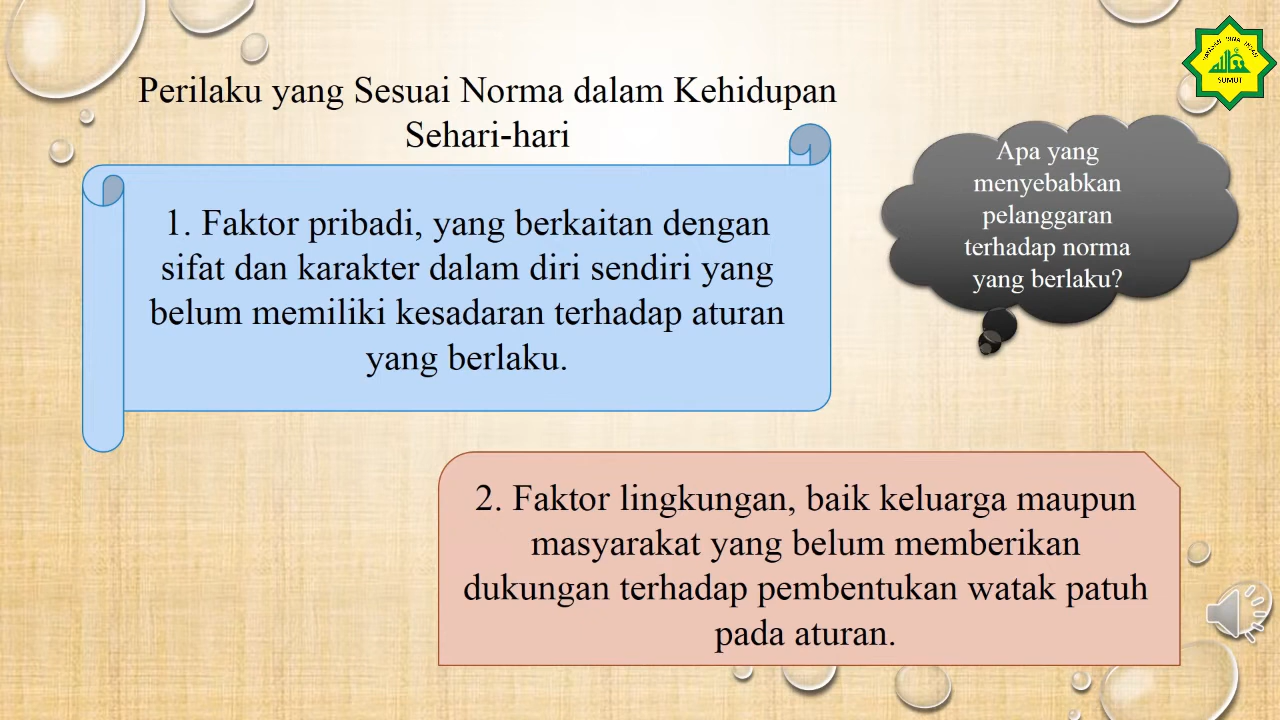 Perilaku yang Sesuai Norma dalam Kehidupan
Sehari-hari
1. Faktor pribadi, yang berkaitan dengan
sifat dan karakter dalam diri sendiri yang
belum memiliki kesadaran terhadap aturan
yang berlaku.
Apa yang
menyebabkan
pelanggaran
terhadap norma
yang berlaku?
2. Faktor lingkungan, baik keluarga maupun
masyarakat yang belum memberikan
dukungan terhadap pembentukan watak patuh
pada aturan.
SUMUT